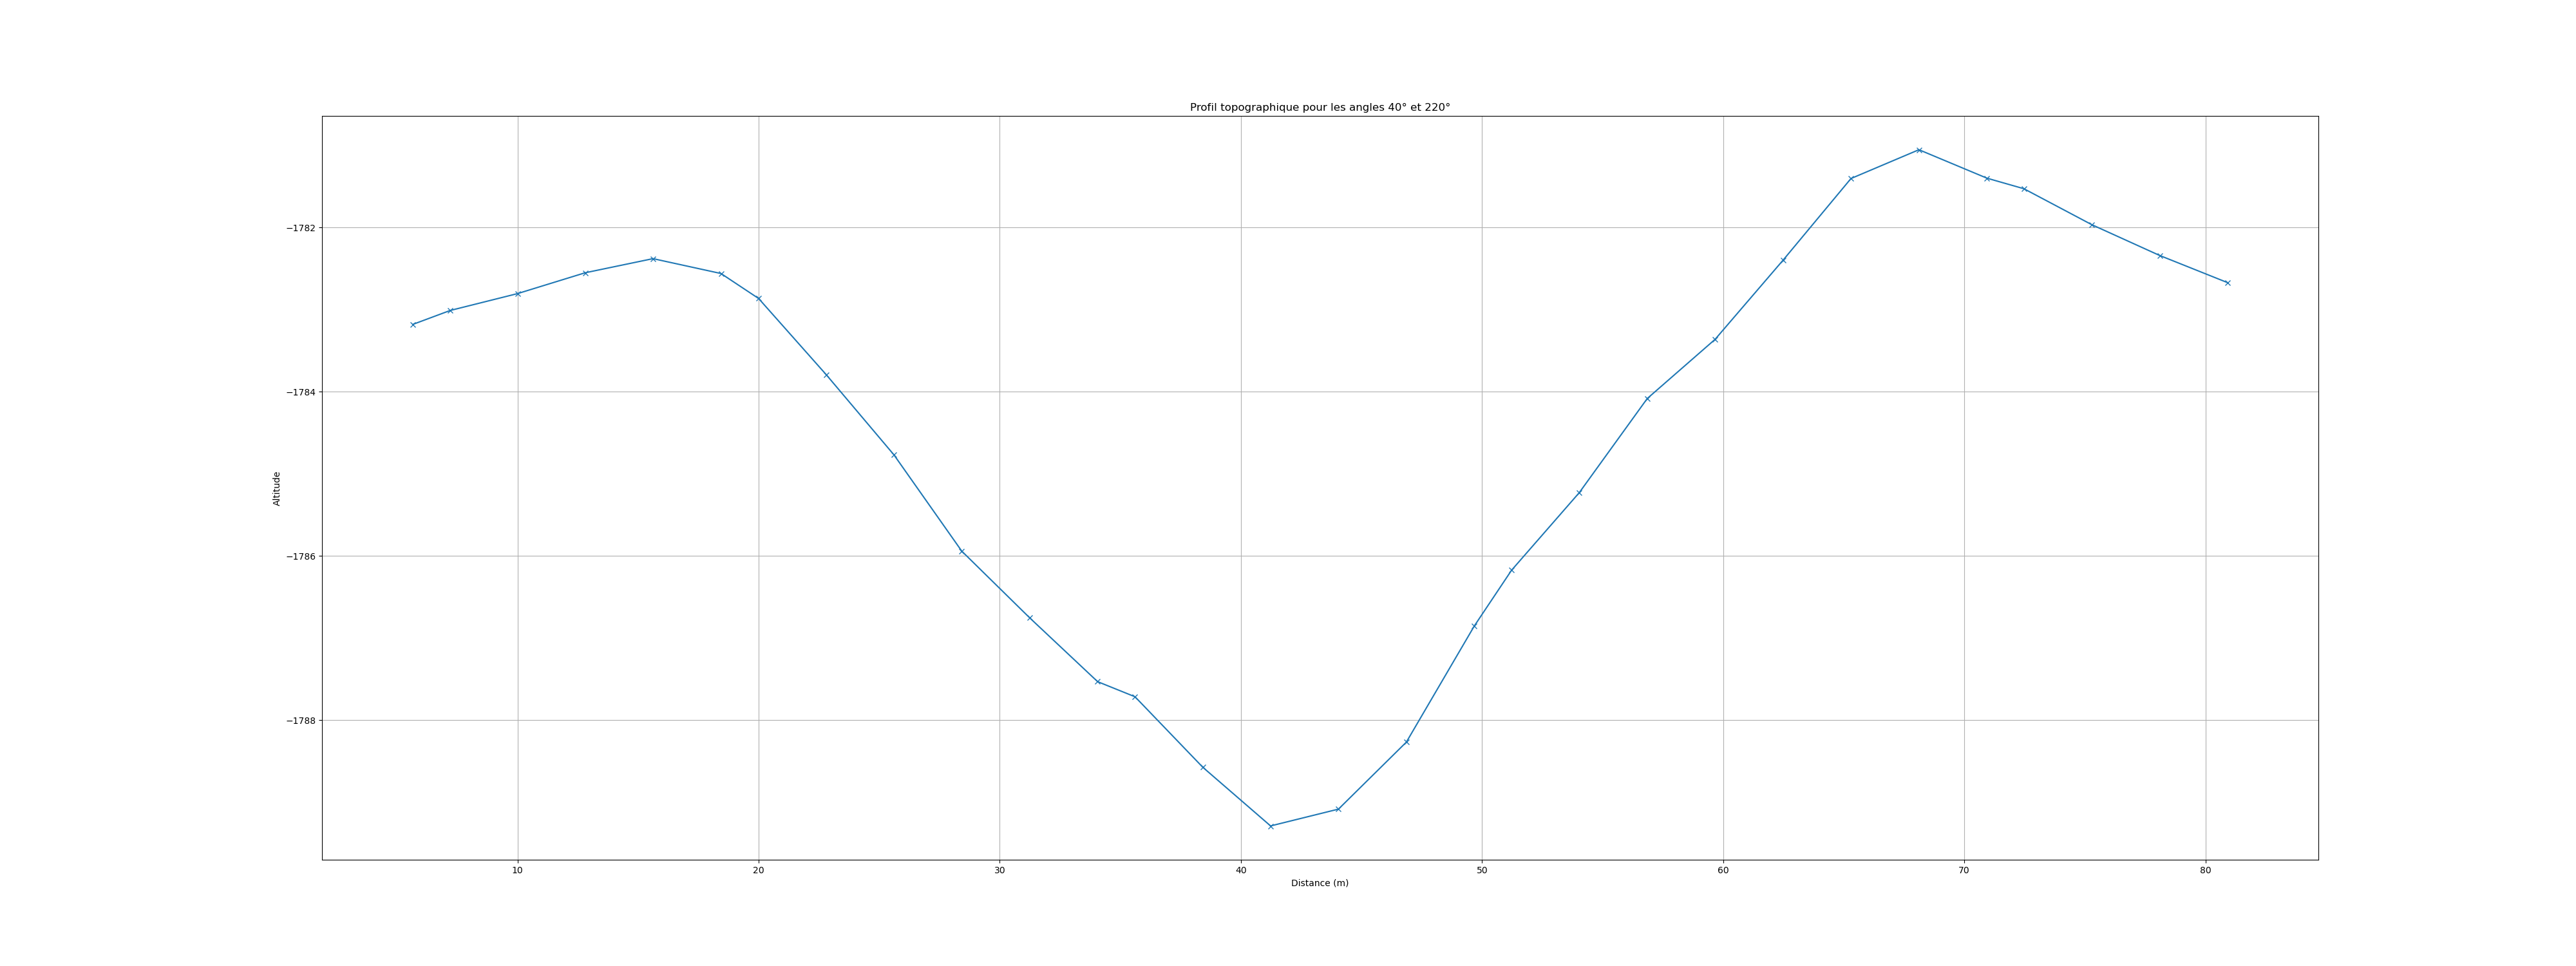 Profil topographique pour les angles 40° et 220°
Altitude
−1782
−1784
−1786
−1788
10 20 30 40 50 60 70 80
Distance (m)